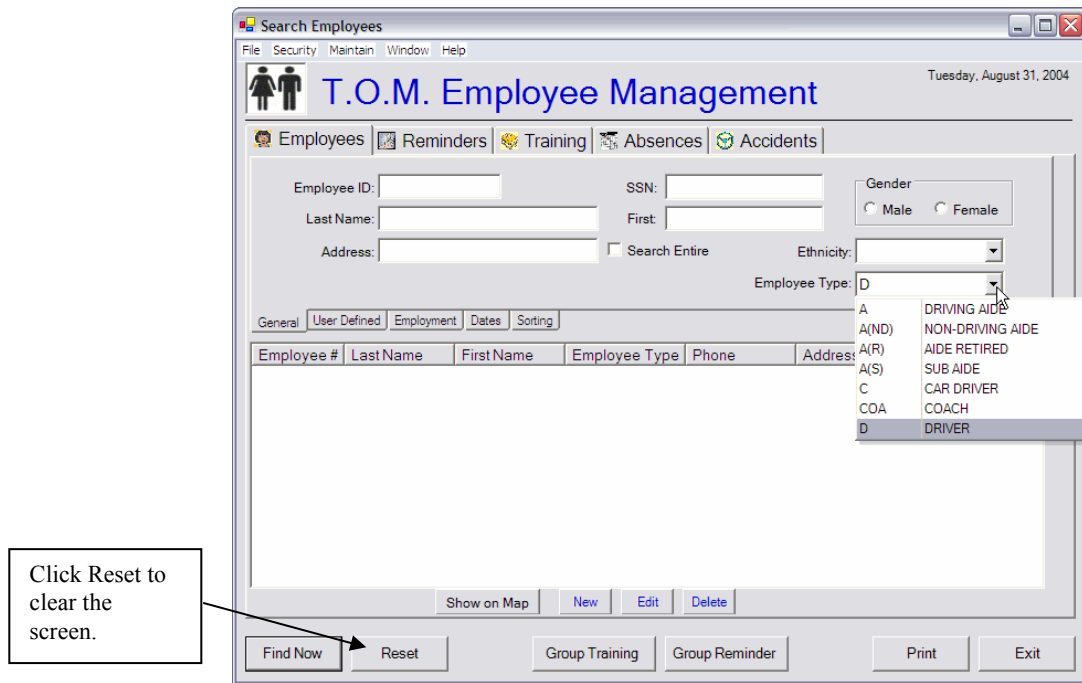 Search Employees
File Security Maintain Window Help
T.O.M. Employee Management
Tuesday, August 31, 2004
Employees Reminders Training Absences Accidents
Employee ID: SSN: Gender
Last Name: First: Male Female
Address: Search Entire Ethnicity:
Employee Type: D
A DRIVING AIDE
A(ND) NON-DRIVING AIDE
A(R) AIDE RETIRED
A(S) SUB AIDE
C CAR DRIVER
COA COACH
D DRIVER
General User Defined Employment Dates Sorting
Employee # Last Name First Name Employee Type Phone Address
Show on Map New Edit Delete
Find Now Reset Group Training Group Reminder Print Exit
Click Reset to
clear the
screen.